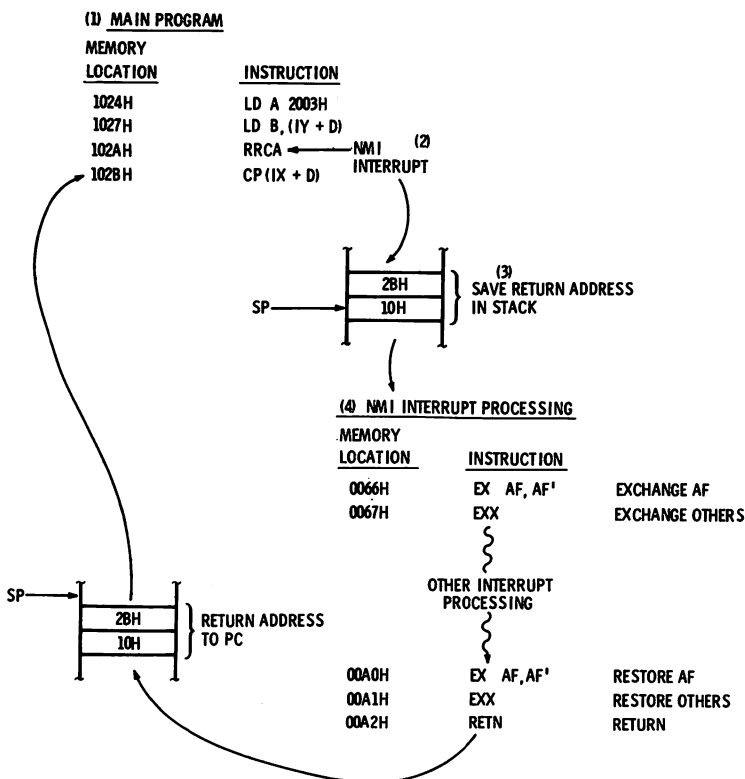 (1) MAIN PROGRAM
MEMORY
LOCATION INSTRUCTION
1024H LD A 2003H
1027H LD B, (IY + D)
102AH RRCA NMI (2)
INTERRUPT
102BH CP (IX + D)
(3)
2BH SAVE RETURN ADDRESS
SP 10H IN STACK
(4) NMI INTERRUPT PROCESSING
MEMORY
LOCATION INSTRUCTION
0066H EX AF, AF' EXCHANGE AF
0067H EXX EXCHANGE OTHERS
OTHER INTERRUPT
PROCESSING
SP
2BH RETURN ADDRESS
10H TO PC
00A0H EX AF, AF' RESTORE AF
00A1H EXX RESTORE OTHERS
00A2H RETN RETURN